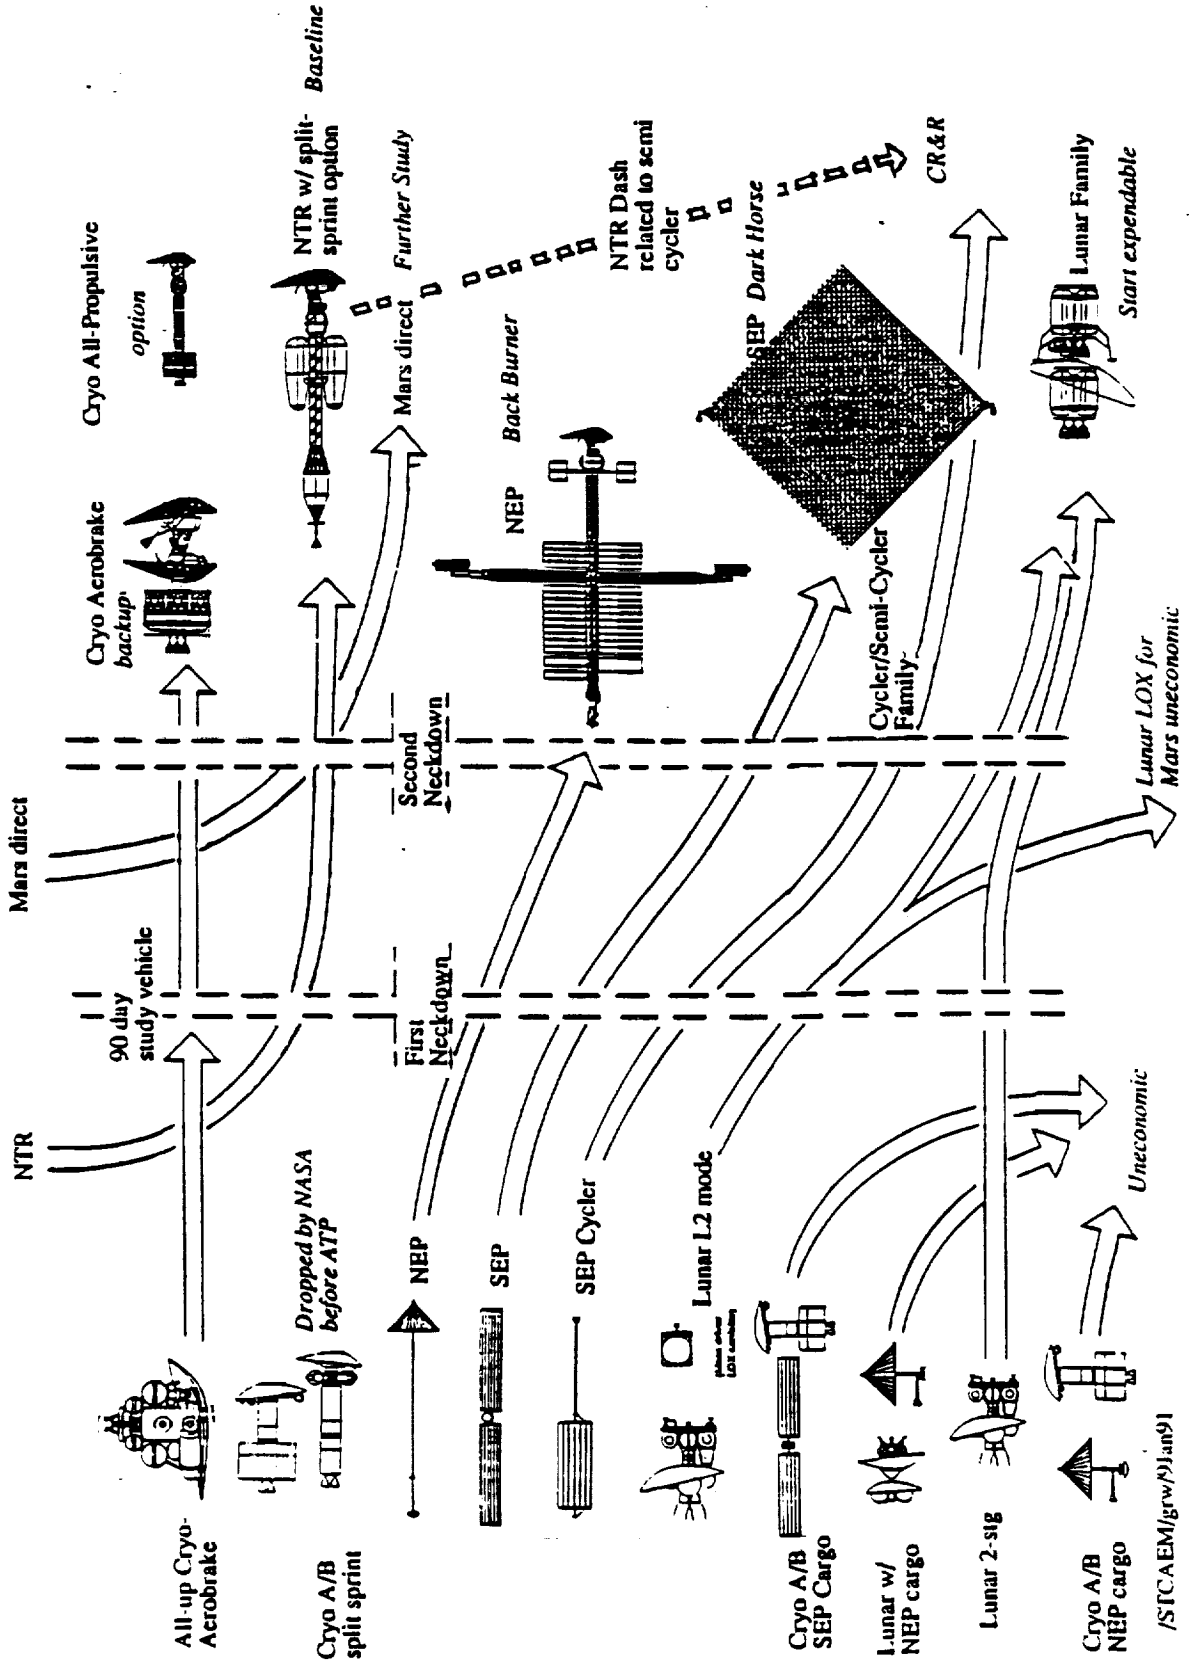 All-up Cryo-
Aerobrake
Cryo A/B
split sprint
Dropped by NASA
before ATP
NEP
SEP
SEP Cycler
Lunar L2 mode
Cryo A/B
SEP Cargo
Lunar w/
NEP cargo
Lunar 2-stg
Cryo A/B
NEP cargo
Uneconomic
/STCAEM/grw/9Jan91
NTR
90 day
study vehicle
First
Neckdown
Mars direct
Second
Neckdown
Lunar LOX for
Mars uneconomic
Cryo Aerobrake
backup
Cryo All-Propulsive
option
NTR w/ split-
sprint option
Baseline
Mars direct
Further Study
NEP
Back Burner
NTR Dash
related to semi
cycler
SEP
Dark Horse
Cycler/Semi-Cycler
Family
CR&R
Lunar Family
Start expendable